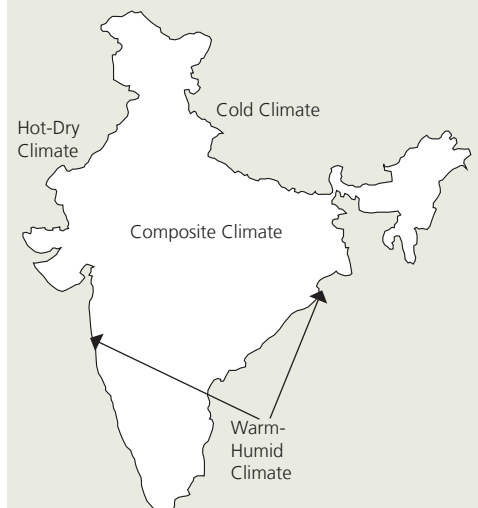 Cold Climate
Hot-Dry
Climate
Composite Climate
Warm-
Humid
Climate